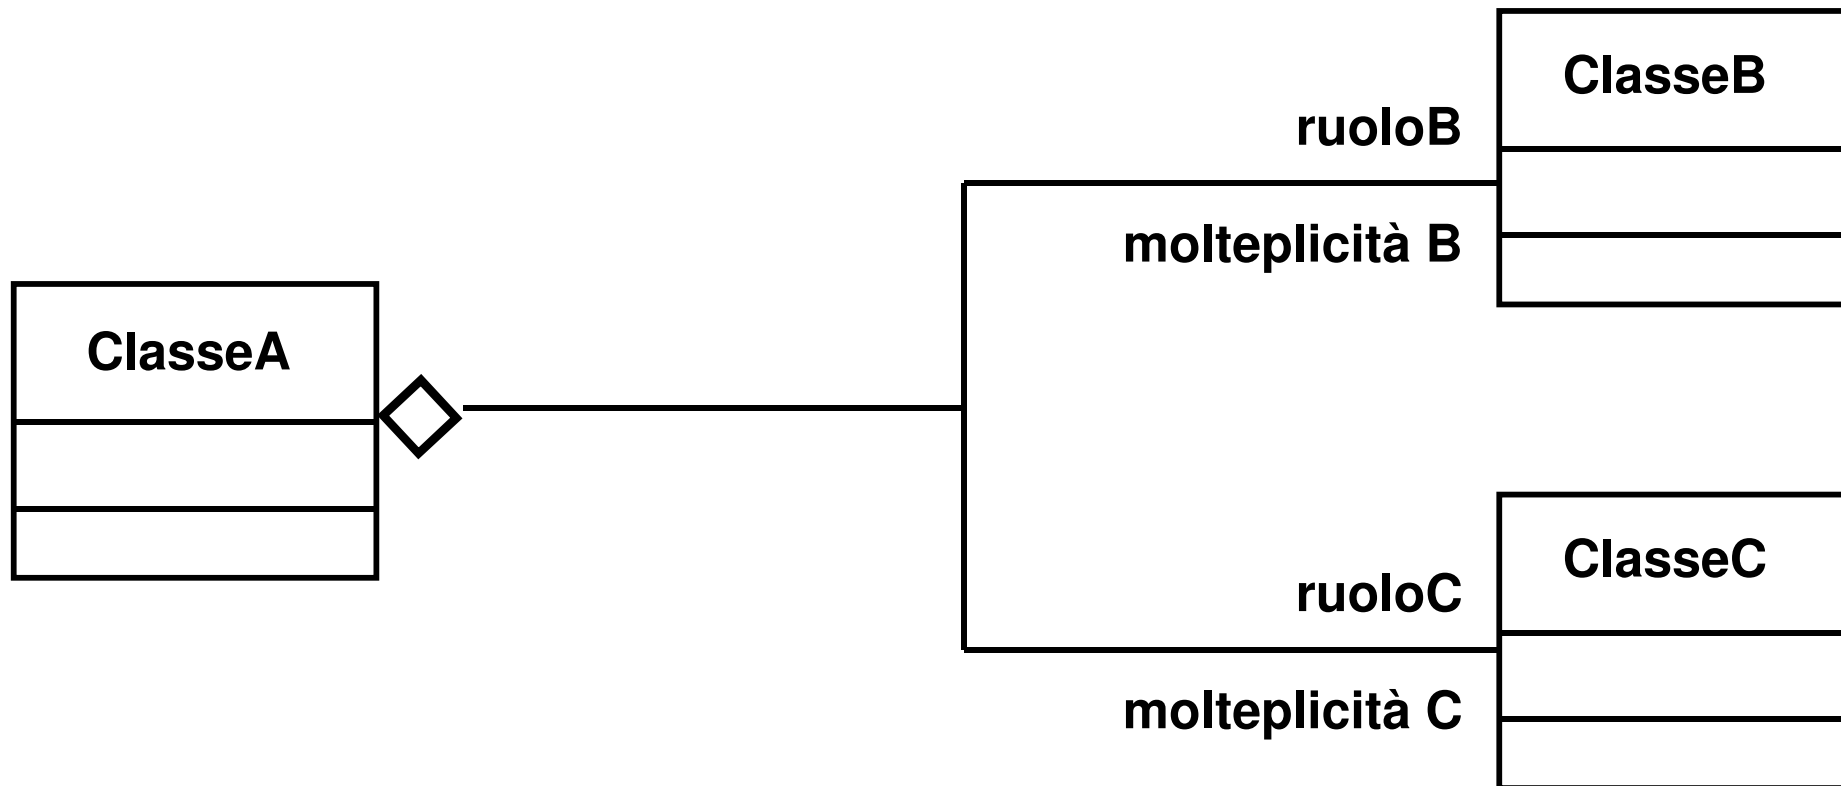 ClasseB
ruoloB
molteplicità B
ClasseA
ClasseC
ruoloC
molteplicità C